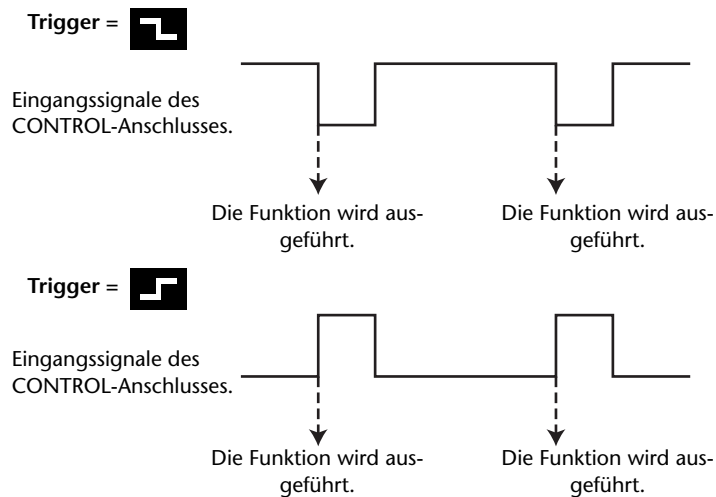 Trigger =
Eingangssignale des
CONTROL-Anschlusses.
Die Funktion wird aus-
geführt.
Die Funktion wird aus-
geführt.
Trigger =
Eingangssignale des
CONTROL-Anschlusses.
Die Funktion wird aus-
geführt.
Die Funktion wird aus-
geführt.